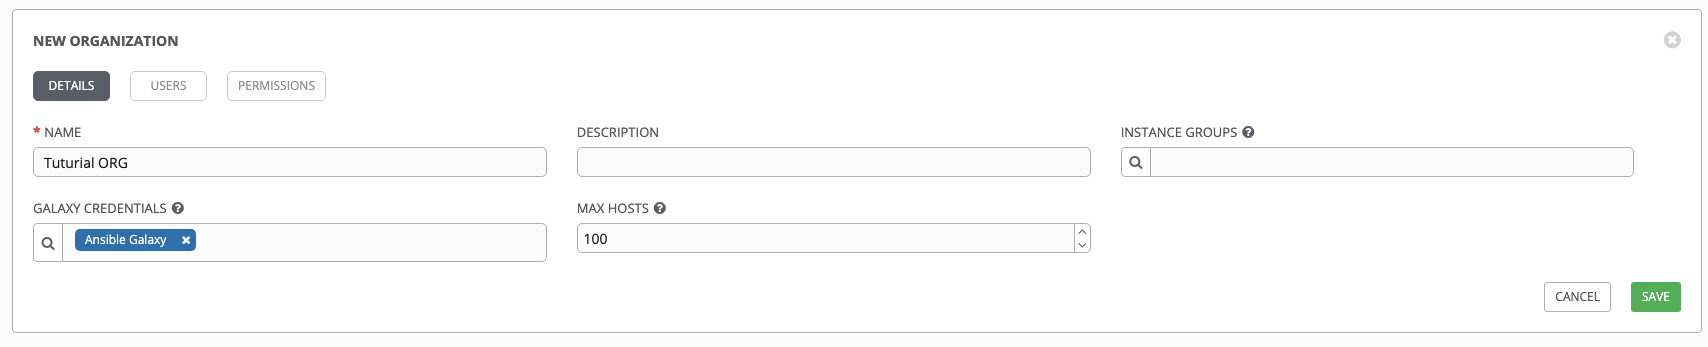 NEW ORGANIZATION
DETAILS USERS PERMISSIONS
* NAME DESCRIPTION INSTANCE GROUPS ?
Tuturial ORG
GALAXY CREDENTIALS ? MAX HOSTS ?
Ansible Galaxy 100
CANCEL SAVE